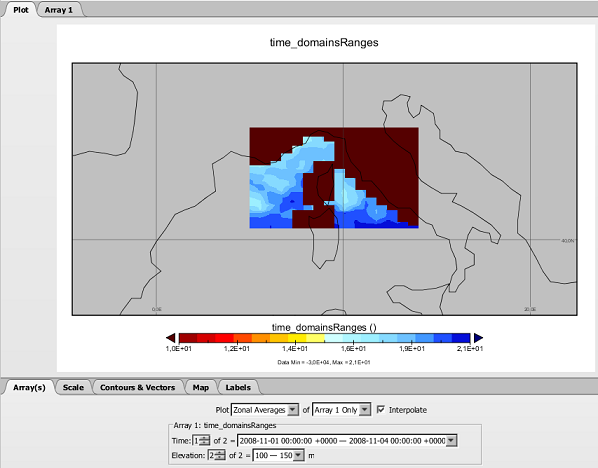 Plot Array 1
time_domainsRanges
40,0N
0,0E 20,0E
time_domainsRanges ()
1,0E+01 1,2E+01 1,4E+01 1,6E+01 1,9E+01 2,1E+01
Data Min = -3,0E+04, Max = 2,1E+01
Array(s) Scale Contours & Vectors Map Labels
Plot Zonal Averages of Array 1 Only Interpolate
Array 1: time_domainsRanges
Time: 1 of 2 = 2008-11-01 00:00:00 +0000 — 2008-11-04 00:00:00 +0000
Elevation: 2 of 2 = 100 — 150 m